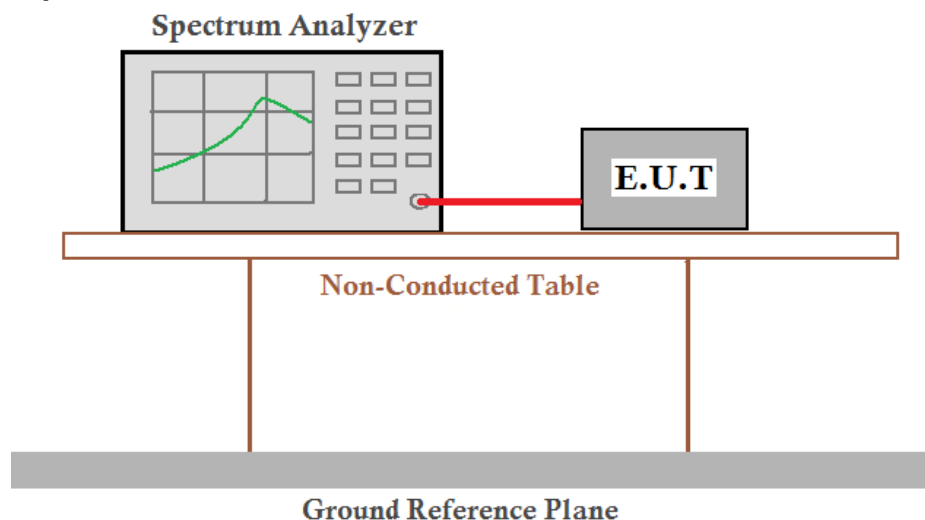 Spectrum Analyzer
E.U.T
Non-Conducted Table
Ground Reference Plane